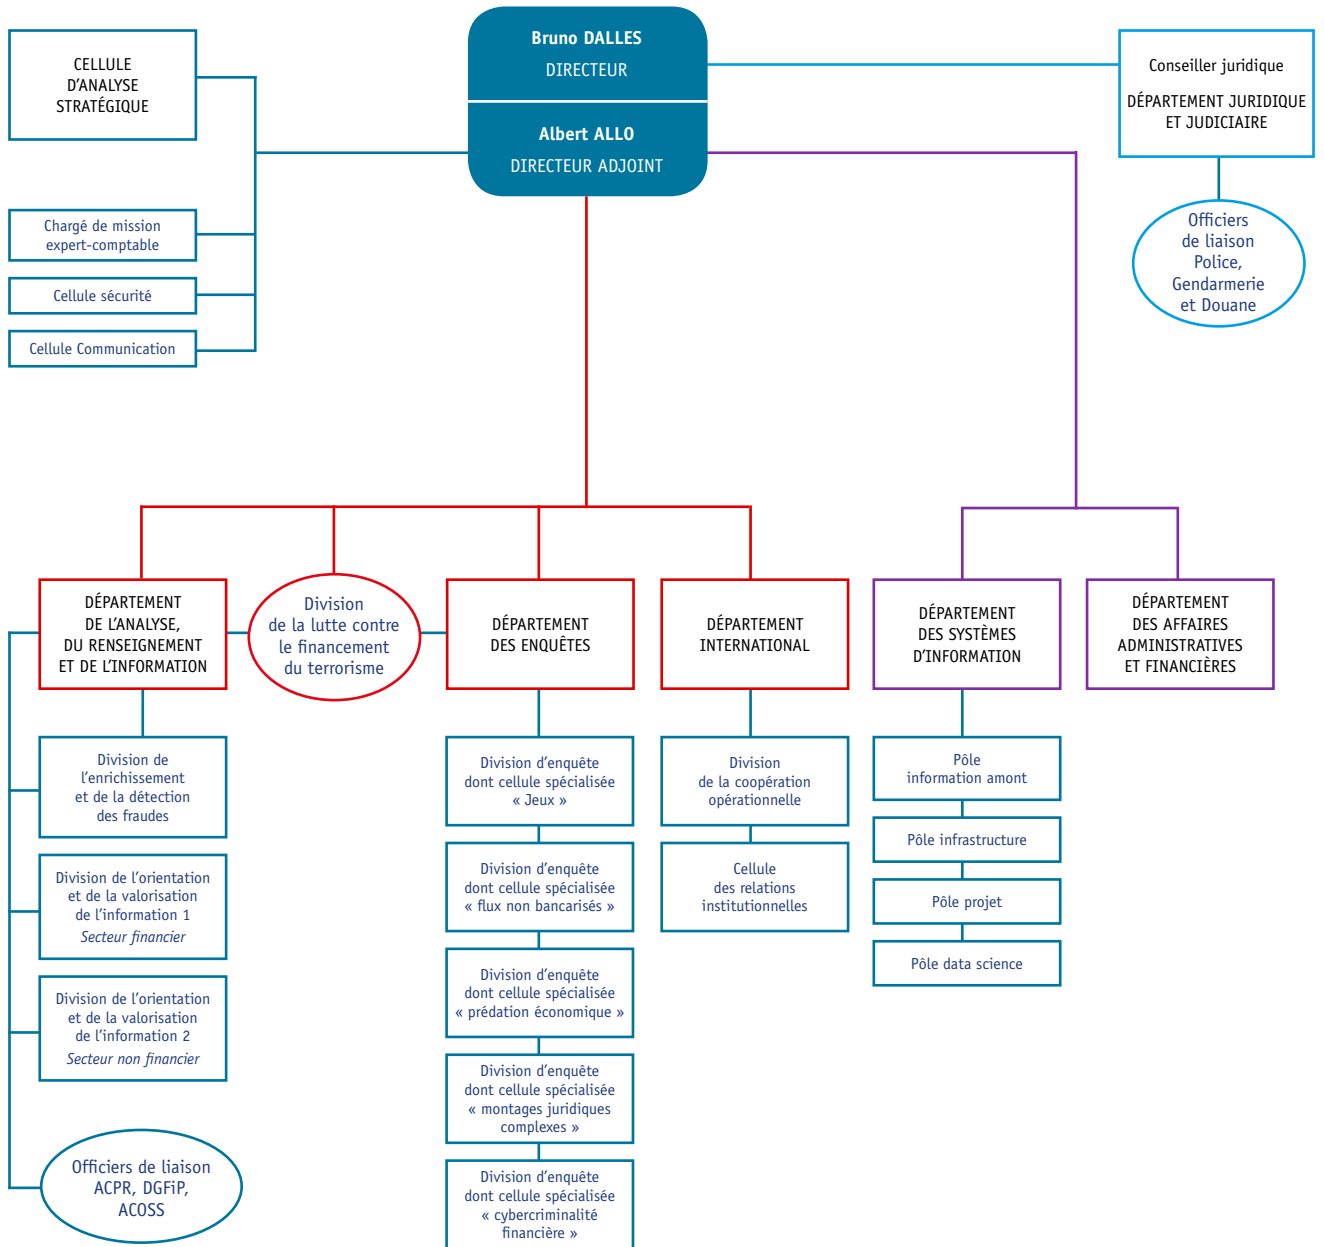 Bruno DALLES
DIRECTEUR
Albert ALLO
DIRECTEUR ADJOINT
CELLULE
D'ANALYSE
STRATÉGIQUE
Chargé de mission
expert-comptable
Cellule sécurité
Cellule Communication
Conseiller juridique
DÉPARTEMENT JURIDIQUE
ET JUDICIAIRE
Officiers
de liaison
Police,
Gendarmerie
et Douane
DÉPARTEMENT
DE L'ANALYSE,
DU RENSEIGNEMENT
ET DE L'INFORMATION
Division
de la lutte contre
le financement
du terrorisme
DÉPARTEMENT
DES ENQUÊTES
DÉPARTEMENT
INTERNATIONAL
DÉPARTEMENT
DES SYSTÈMES
D'INFORMATION
DÉPARTEMENT
DES AFFAIRES
ADMINISTRATIVES
ET FINANCIÈRES
Division de
l'enrichissement
et de la détection
des fraudes
Division de l'orientation
et de la valorisation
de l'information 1
Secteur financier
Division de l'orientation
et de la valorisation
de l'information 2
Secteur non financier
Officiers de liaison
ACPR, DGFiP,
ACOSS
Division d'enquête
dont cellule spécialisée
« Jeux »
Division d'enquête
dont cellule spécialisée
« flux non bancarisés »
Division d'enquête
dont cellule spécialisée
« prédation économique »
Division d'enquête
dont cellule spécialisée
« montages juridiques
complexes »
Division d'enquête
dont cellule spécialisée
« cybercriminalité
financière »
Division
de la coopération
opérationnelle
Cellule
des relations
institutionnelles
Pôle
information amont
Pôle infrastructure
Pôle projet
Pôle data science